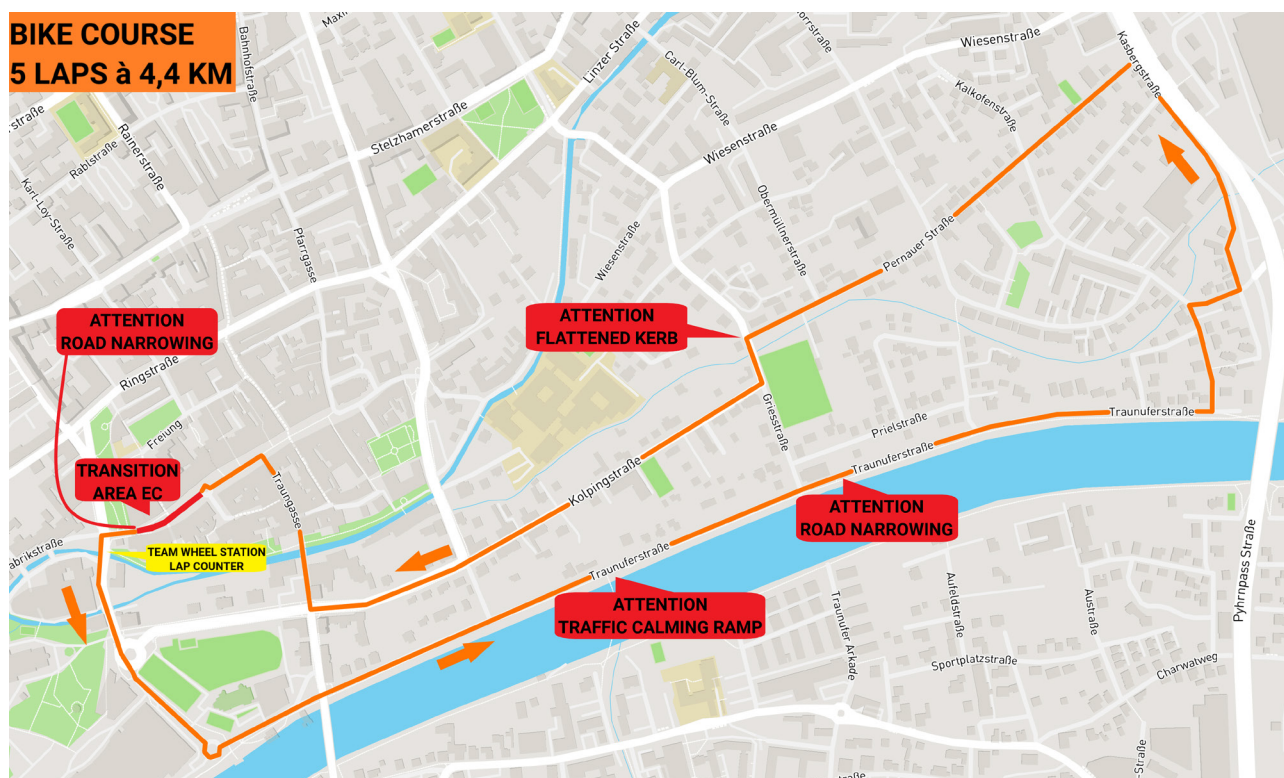 BIKE COURSE
5 LAPS à 4,4 KM
Bahnhofstraße
Linzer Straße
Carl-Blum-Straße
Wiesenstraße
Kasbergstraße
Kalkofenstraße
Rainerstraße
Rablstraße
Stelzhamerstraße
Wiesenstraße
Karl-Loy-Straße
Pfarrgasse
Wiesenstraße
Obermüllnerstraße
Pernauer Straße
ATTENTION
ROAD NARROWING
ATTENTION
FLATTENED KERB
Ringstraße
Freiung
Griesstraße
Prielstraße
Traunuferstraße
TRANSITION
AREA EC
Traungasse
Kolpingstraße
Traunuferstraße
ATTENTION
ROAD NARROWING
TEAM WHEEL STATION
LAP COUNTER
Traunuferstraße
ATTENTION
TRAFFIC CALMING RAMP
Traunufer Arkade
Aufeldstraße
Austraße
Pyhrnpass Straße
Sportplatzstraße
Charwatweg